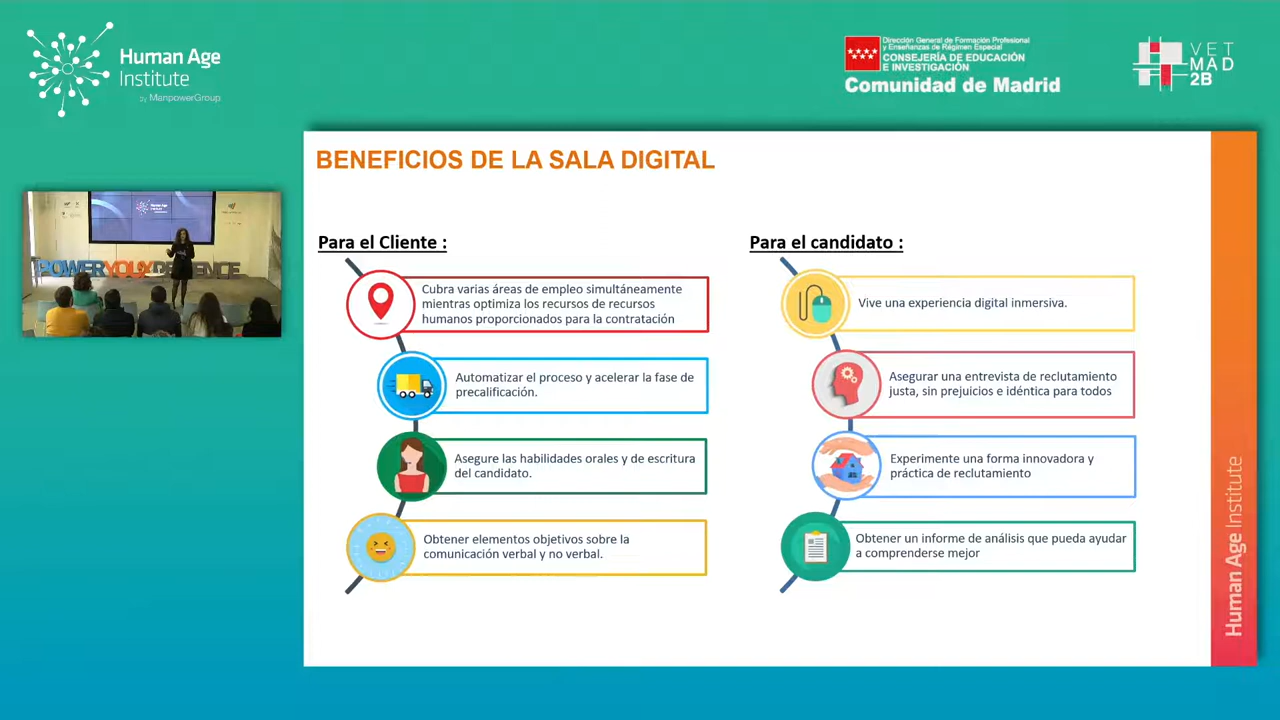 Human Age
Institute
by ManpowerGroup
Dirección General de Formación Profesional
y Enseñanzas de Régimen Especial
CONSEJERÍA DE EDUCACIÓN
E INVESTIGACIÓN
Comunidad de Madrid
VET
MAD
2B
BENEFICIOS DE LA SALA DIGITAL
Para el Cliente :
Cubra varias áreas de empleo simultáneamente
mientras optimiza los recursos de recursos
humanos proporcionados para la contratación
Automatizar el proceso y acelerar la fase de
precalificación.
Asegure las habilidades orales y de escritura
del candidato.
Obtener elementos objetivos sobre la
comunicación verbal y no verbal.
Para el candidato :
Vive una experiencia digital inmersiva.
Asegurar una entrevista de reclutamiento
justa, sin prejuicios e idéntica para todos
Experimente una forma innovadora y
práctica de reclutamiento
Obtener un informe de análisis que pueda ayudar
a comprenderse mejor
Human Age Institute
Human Age
Institute